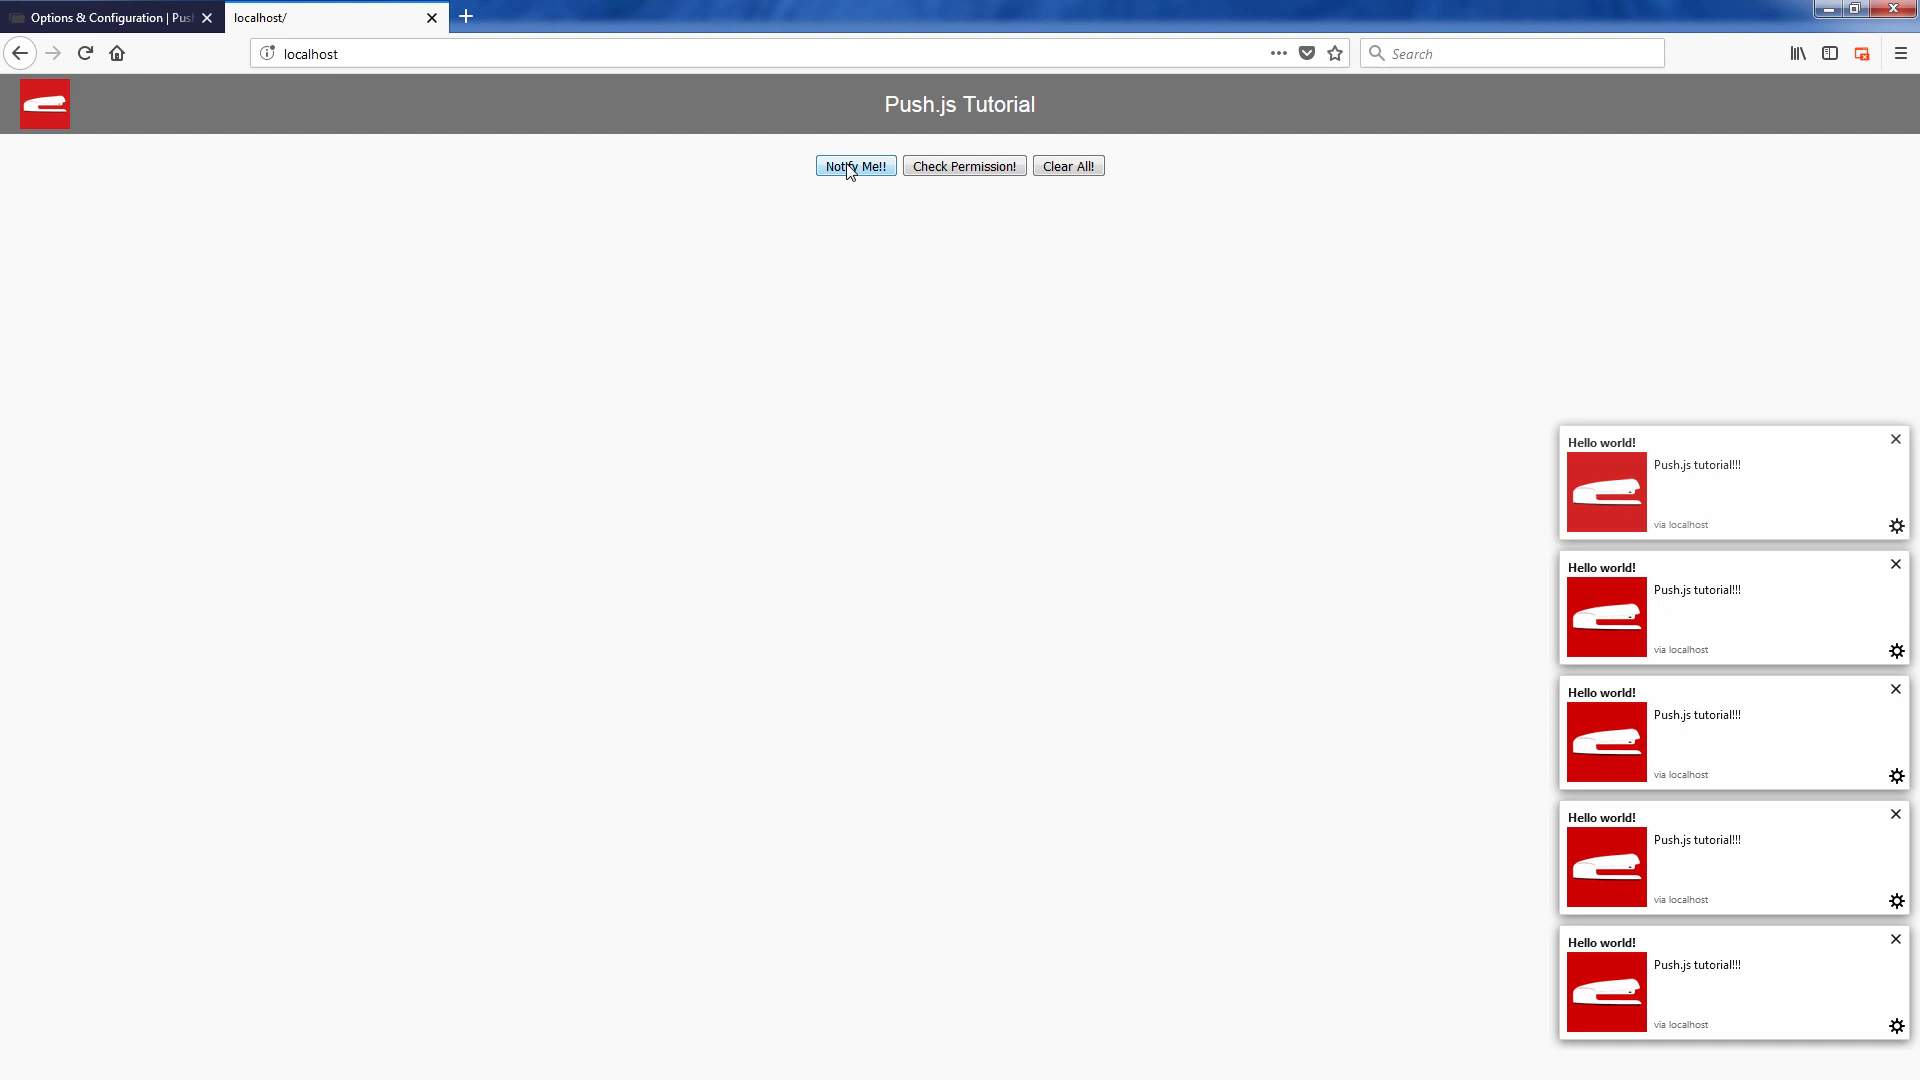 Options & Configuration | Pus
localhost/
localhost
Search
Push.js Tutorial
Notify Me!!
Check Permission!
Clear All!
Hello world!
Push.js tutorial!!!
via localhost
Hello world!
Push.js tutorial!!!
via localhost
Hello world!
Push.js tutorial!!!
via localhost
Hello world!
Push.js tutorial!!!
via localhost
Hello world!
Push.js tutorial!!!
via localhost